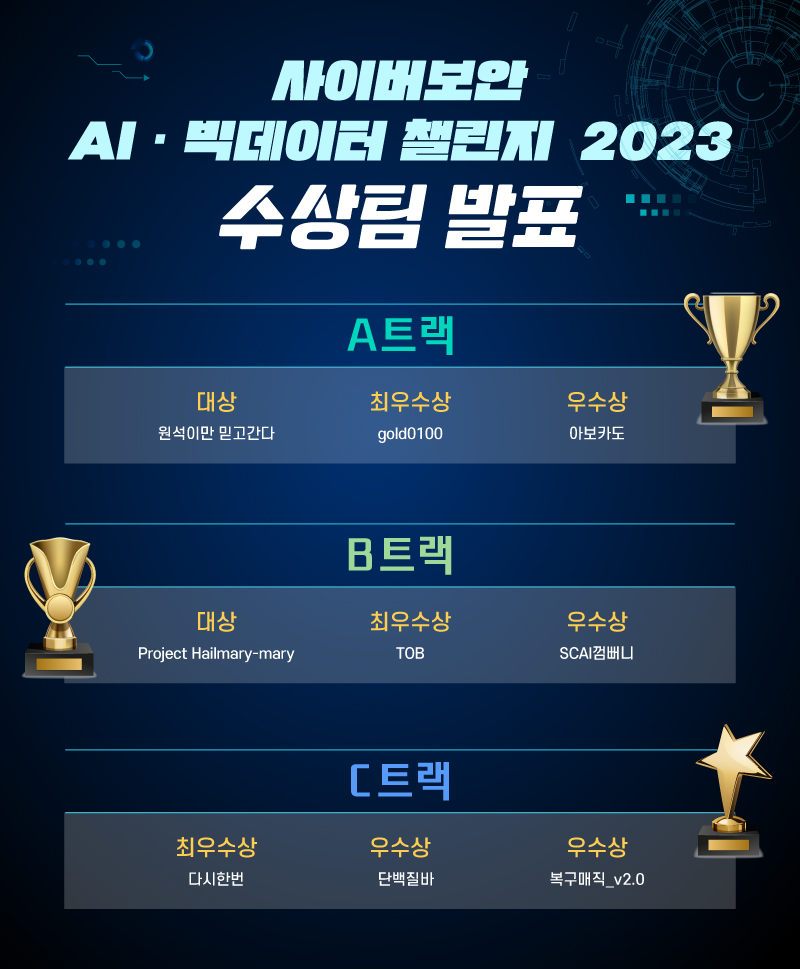 사이버보안
AI · 빅데이터 챌린지 2023
수상팀 발표
A트랙
대상 최우수상 우수상
원석이만 믿고간다 gold0100 아보카도
B트랙
대상 최우수상 우수상
Project Hailmary-mary TOB SCAI껌뻐니
C트랙
최우수상 우수상 우수상
다시한번 단백질바 복구매직_v2.0